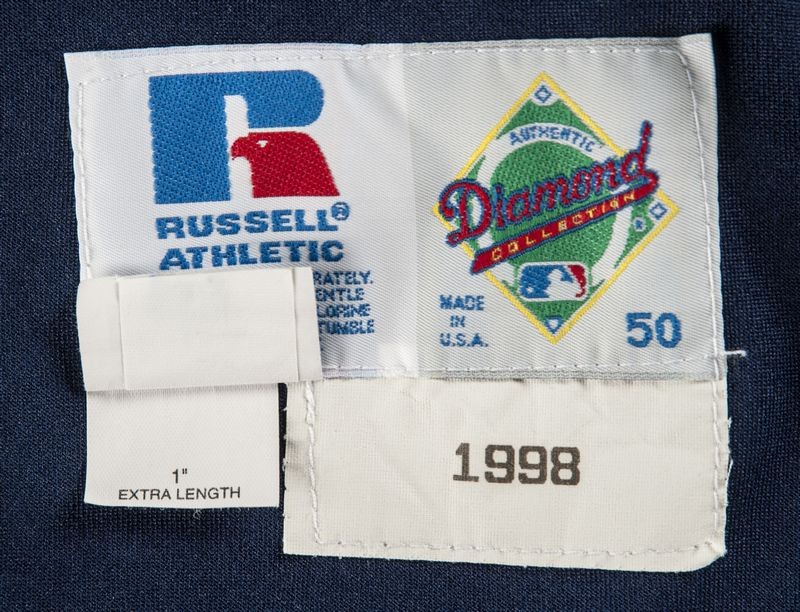 RUSSELL®
ATHLETIC
RATELY.
ENTLE
LORINE
TUMBLE
AUTHENTIC
Diamond
COLLECTION
MADE
IN
U.S.A.
50
1"
EXTRA LENGTH
1998